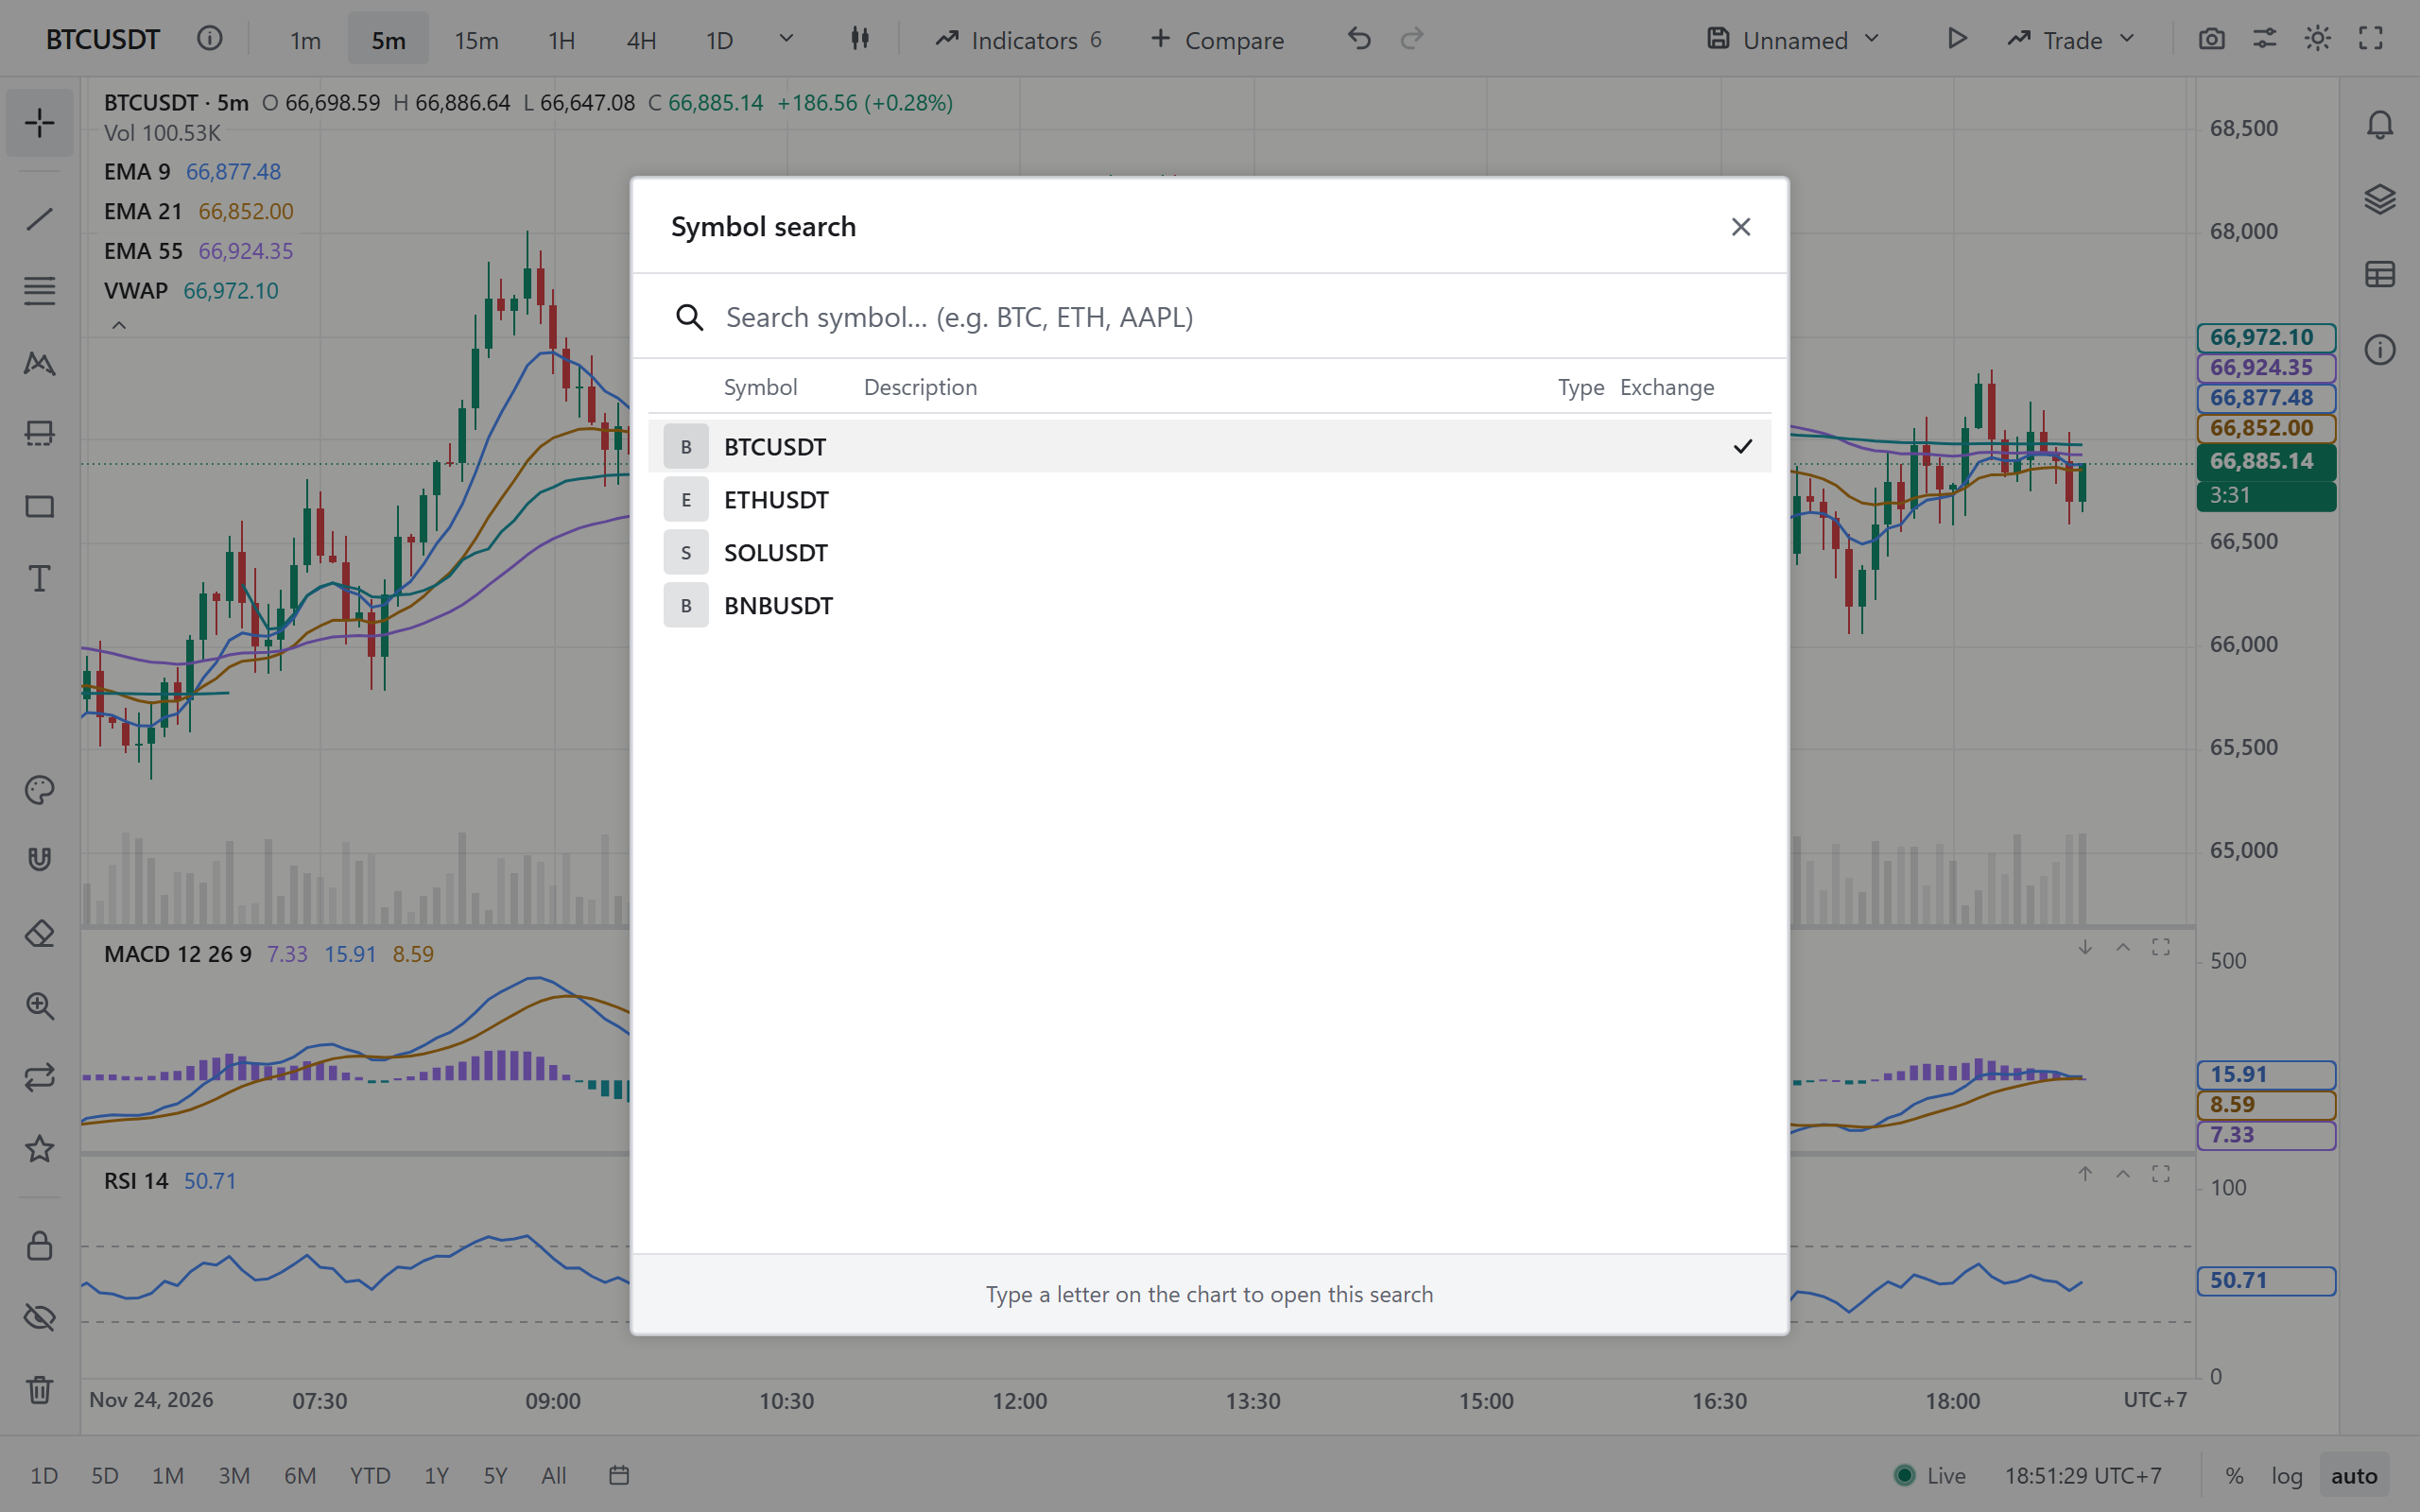 BTCUSDT 1m 5m 15m 1H 4H 1D Indicators 6 Compare Unnamed Trade
BTCUSDT · 5m O 66,698.59 H 66,886.64 L 66,647.08 C 66,885.14 +186.56 (+0.28%)
Vol 100.53K
EMA 9 66,877.48
EMA 21 66,852.00
EMA 55 66,924.35
VWAP 66,972.10
Symbol search
Search symbol... (e.g. BTC, ETH, AAPL)
Symbol Description Type Exchange
B BTCUSDT
E ETHUSDT
S SOLUSDT
B BNBUSDT
Type a letter on the chart to open this search
68,500
68,000
66,972.10
66,924.35
66,877.48
66,852.00
66,885.14
3:31
66,500
66,000
65,500
65,000
MACD 12 26 9 7.33 15.91 8.59
500
15.91
8.59
7.33
RSI 14 50.71
100
50.71
0
Nov 24, 2026 07:30 09:00 10:30 12:00 13:30 15:00 16:30 18:00 UTC+7
1D 5D 1M 3M 6M YTD 1Y 5Y All Live 18:51:29 UTC+7 % log auto